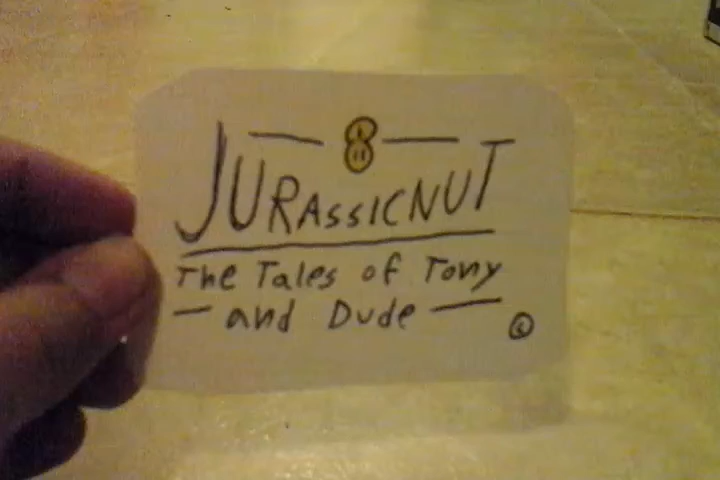 JURASSICNUT
The Tales of Tony
- and Dude -
©